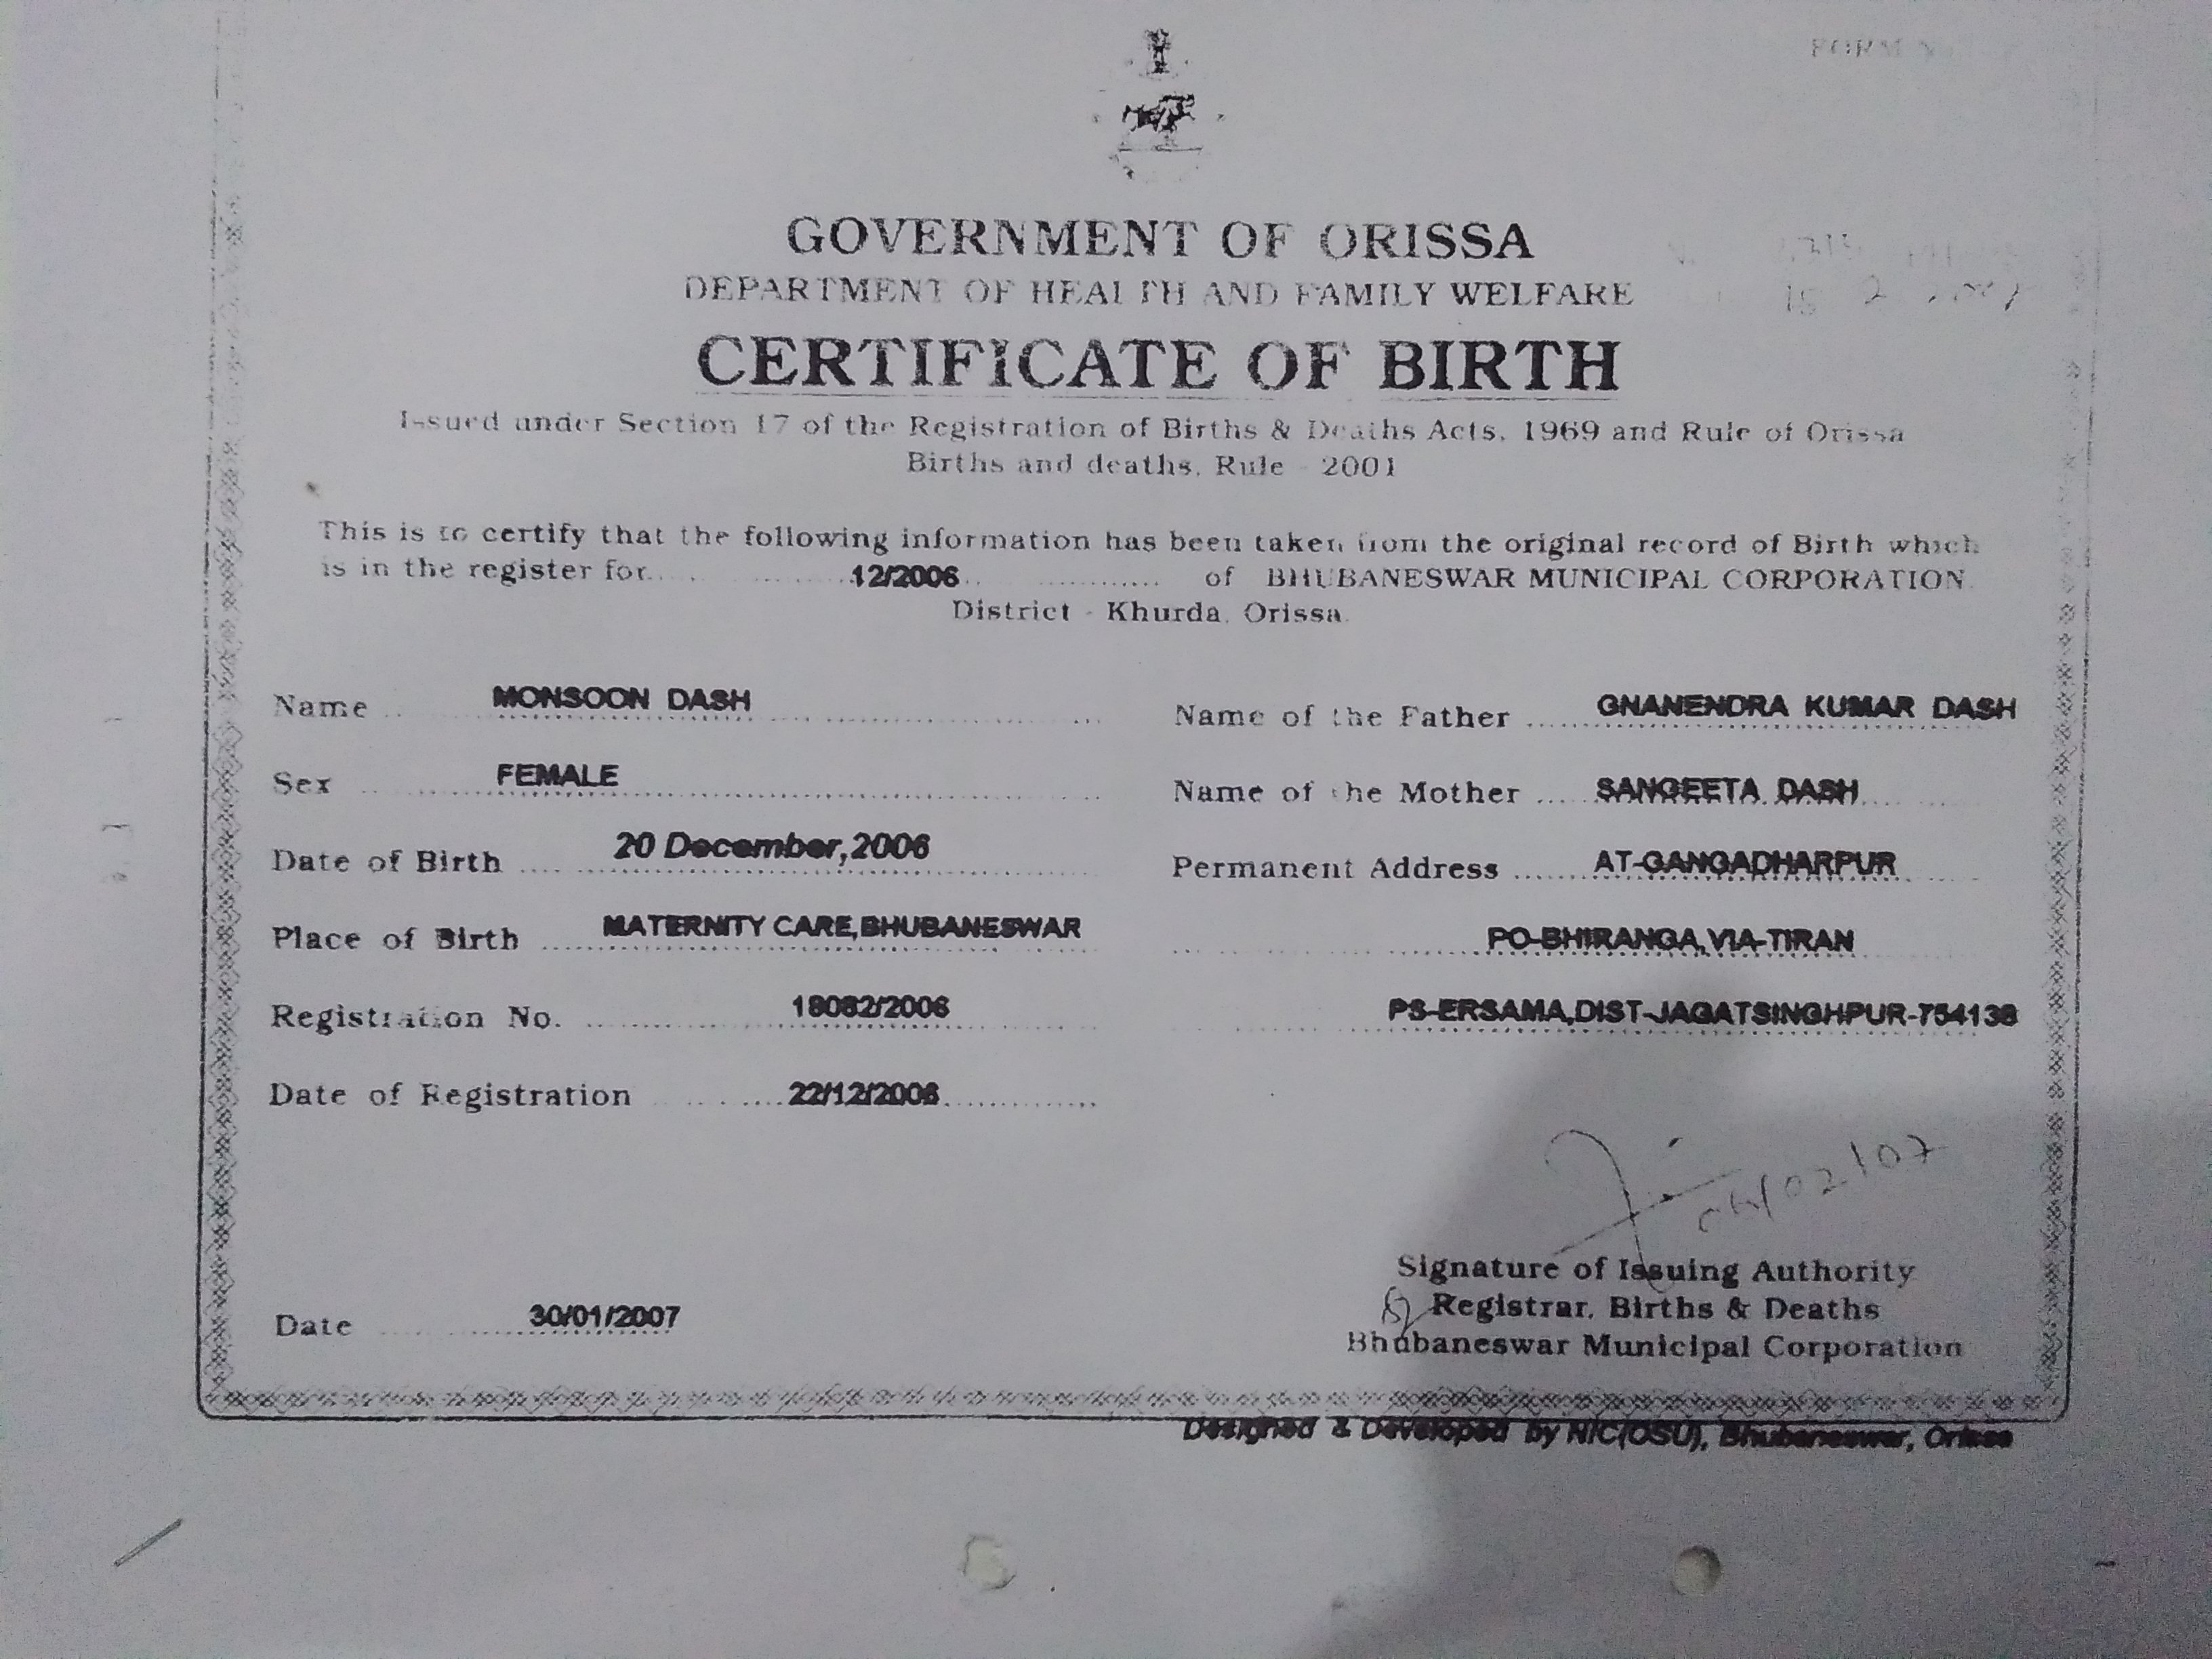 FORM
GOVERNMENT OF ORISSA
DEPARTMENT OF HEALTH AND FAMILY WELFARE
CERTIFICATE OF BIRTH
Issued under Section 17 of the Registration of Births & Deaths Acts, 1969 and Rule of Orissa
Births and deaths, Rule - 2001
This is to certify that the following information has been taken from the original record of Birth which
is in the register for 12/2006 of BHUBANESWAR MUNICIPAL CORPORATION
District - Khurda, Orissa.
Name MONSOON DASH
Name of the Father GNANENDRA KUMAR DASH
Sex FEMALE
Name of the Mother SANGEETA DASH
Date of Birth 20 December,2006
Permanent Address AT-GANGADHARPUR
Place of Birth MATERNITY CARE,BHUBANESWAR
PO-BHIRANGA,VIA-TIRAN
Registration No. 18082/2006
PS-ERSAMA,DIST-JAGATSINGHPUR-754138
Date of Registration 22/12/2006
Signature of Issuing Authority
Registrar, Births & Deaths
Bhubaneswar Municipal Corporation
Date 30/01/2007
Designed & Developed by NIC(OSU), Bhubaneswar, Orissa